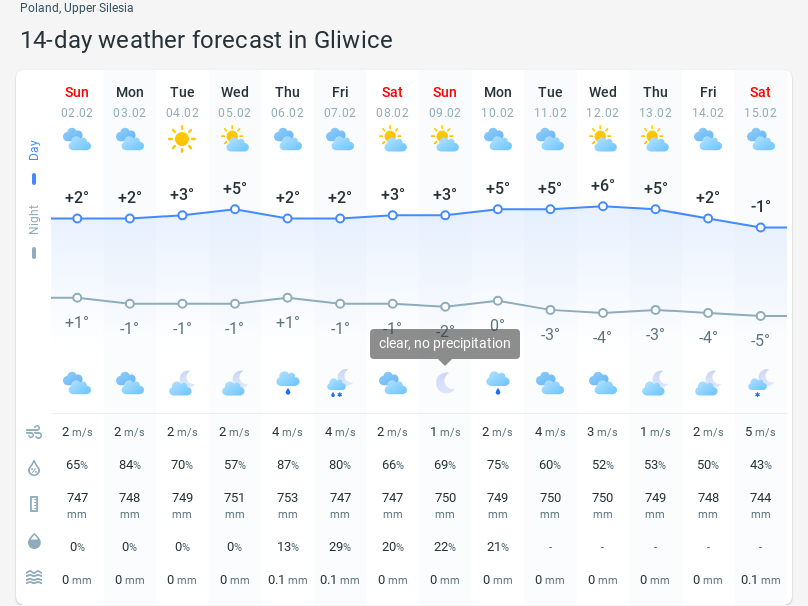 Poland, Upper Silesia
14-day weather forecast in Gliwice
Sun Mon Tue Wed Thu Fri Sat Sun Mon Tue Wed Thu Fri Sat
02.02 03.02 04.02 05.02 06.02 07.02 08.02 09.02 10.02 11.02 12.02 13.02 14.02 15.02
Day
+2° +2° +3° +5° +2° +2° +3° +3° +5° +5° +6° +5° +2° -1°
Night
+1° -1° -1° -1° +1° -1° -1° -2° 0° -3° -4° -3° -4° -5°
clear, no precipitation
2 m/s 2 m/s 2 m/s 2 m/s 4 m/s 4 m/s 2 m/s 1 m/s 2 m/s 4 m/s 3 m/s 1 m/s 2 m/s 5 m/s
65% 84% 70% 57% 87% 80% 66% 69% 75% 60% 52% 53% 50% 43%
747 748 749 751 753 747 747 750 749 750 750 749 748 744
mm mm mm mm mm mm mm mm mm mm mm mm mm mm
0% 0% 0% 0% 13% 29% 20% 22% 21% - - - - -
0 mm 0 mm 0 mm 0 mm 0.1 mm 0.1 mm 0 mm 0 mm 0 mm 0 mm 0 mm 0 mm 0 mm 0.1 mm